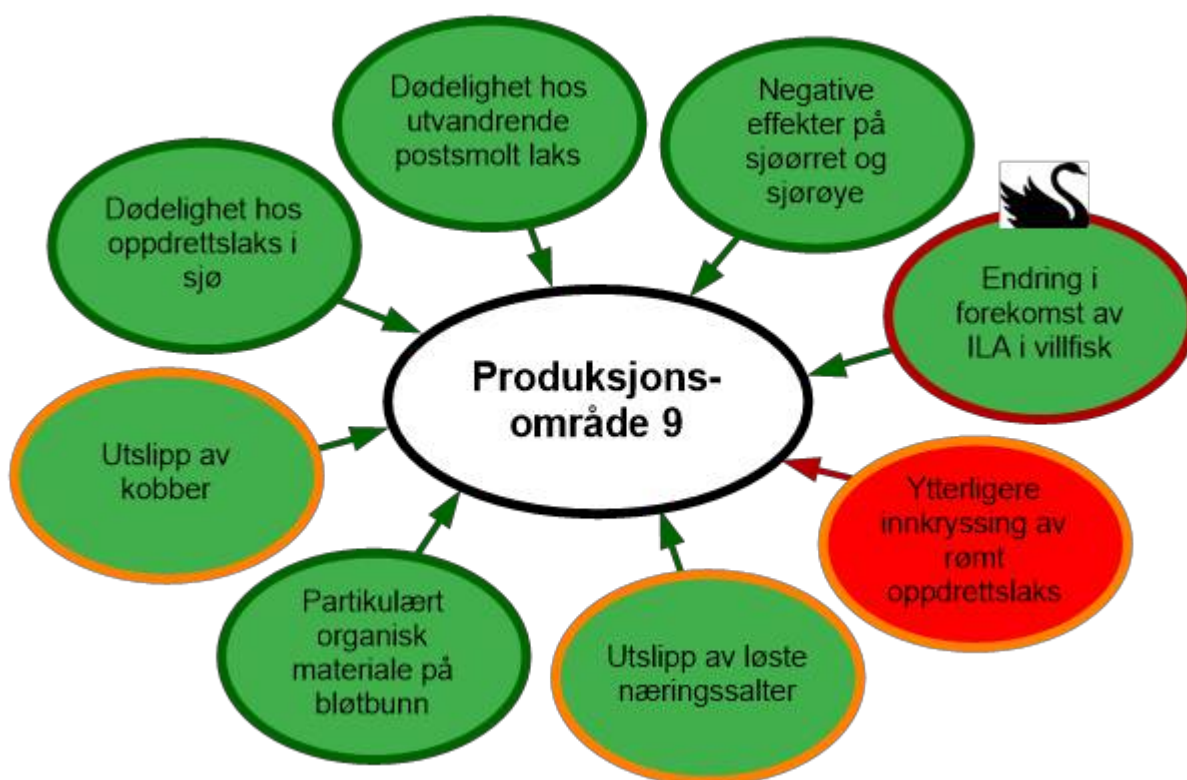 Dødelighet hos
utvandrende
postsmolt laks
Negative
effekter på
sjøørret og
sjørøye
Dødelighet hos
oppdrettslaks i
sjø
Endring i
forekomst av
ILA i villfisk
Produksjons-
område 9
Utslipp av
kobber
Ytterligere
innkryssing av
rømt
oppdrettslaks
Partikulært
organisk
materiale på
bløtbunn
Utslipp av løste
næringssalter